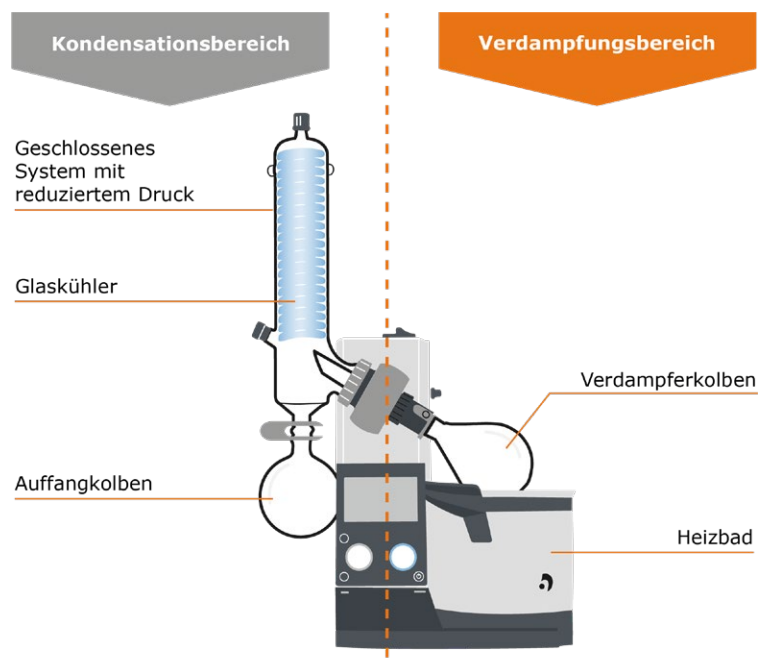 Kondensationsbereich
Verdampfungsbereich
Geschlossenes
System mit
reduziertem Druck
Glaskühler
Verdampferkolben
Auffangkolben
Heizbad